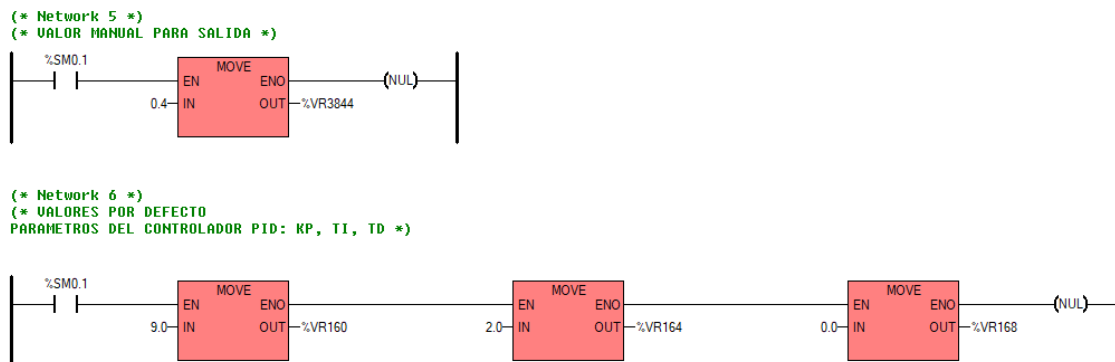 (* Network 5 *)
(* VALOR MANUAL PARA SALIDA *)
%SM0.1
MOVE
EN ENO (NUL)
0.4 IN OUT %VR3844
(* Network 6 *)
(* VALORES POR DEFECTO
PARAMETROS DEL CONTROLADOR PID: KP, TI, TD *)
%SM0.1
MOVE MOVE MOVE
EN ENO EN ENO EN ENO (NUL)
9.0 IN OUT %VR160 2.0 IN OUT %VR164 0.0 IN OUT %VR168